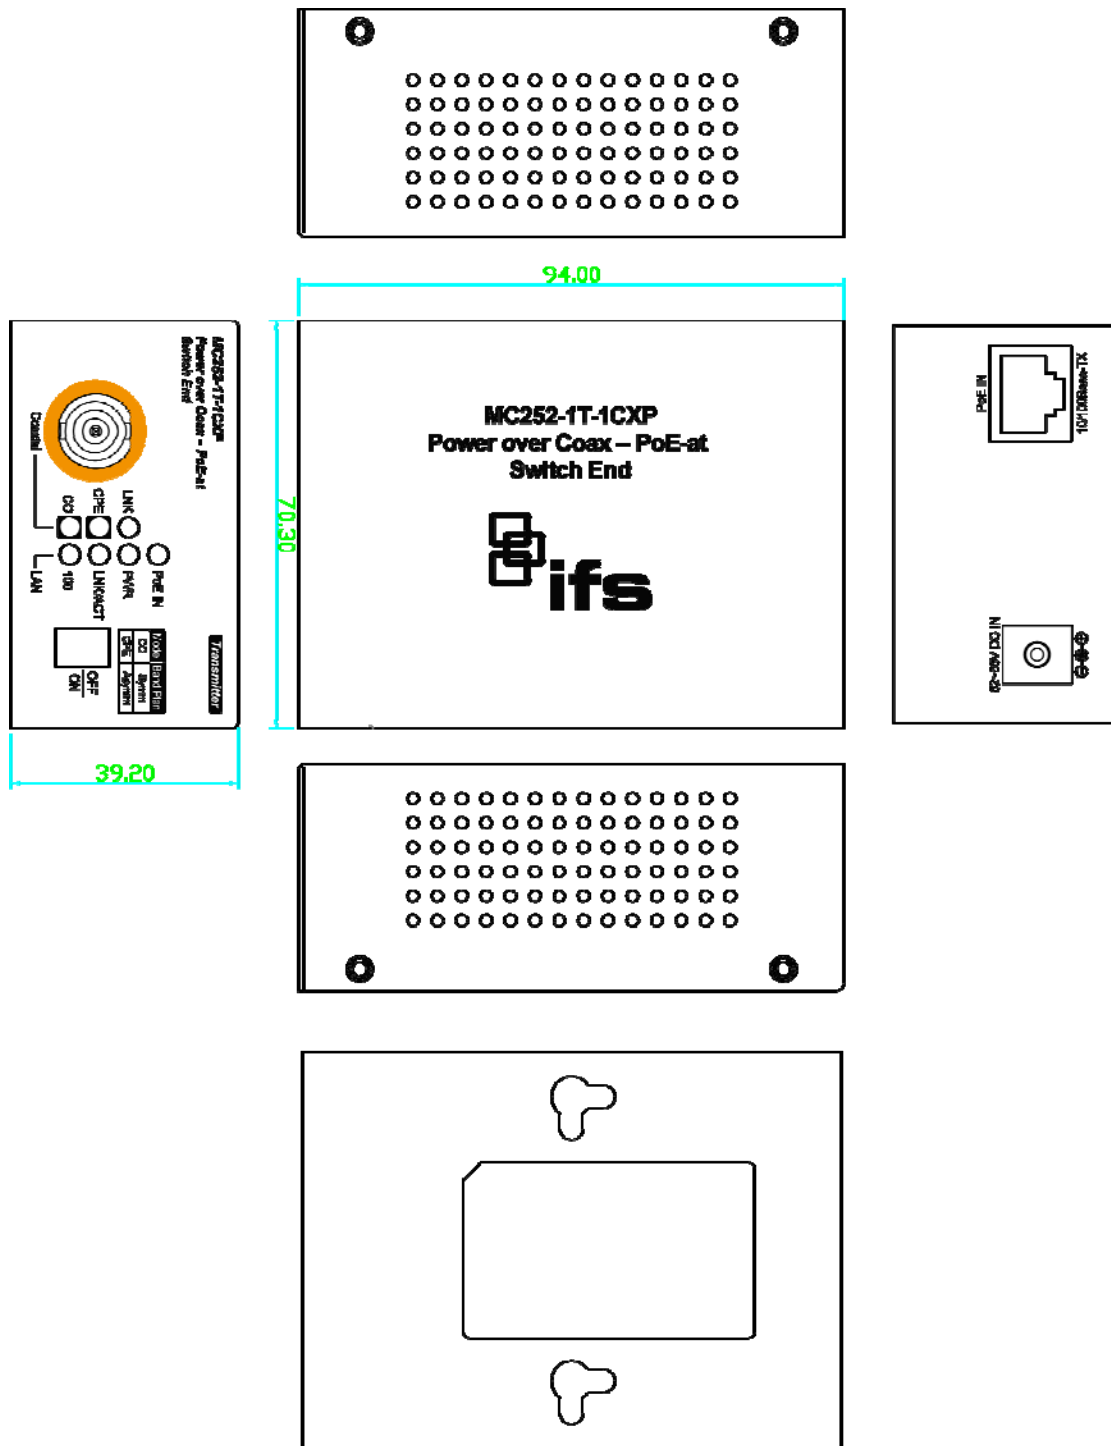 94.00
MC252-1T-1CXP
Power over Coax – PoE-at
Switch End
ifs
70.30
MC252-1T-1CXP
Power over Coax – PoE-at
Switch End
Coaxial
CO
CPE
LNK
LAN
100
LNK/ACT
PWR
PoE IN
OFF
ON
Mode Band Plan
CO Symm
CPE Asymm
Transmitter
39.20
PoE IN
10/100Base-TX
DC IN